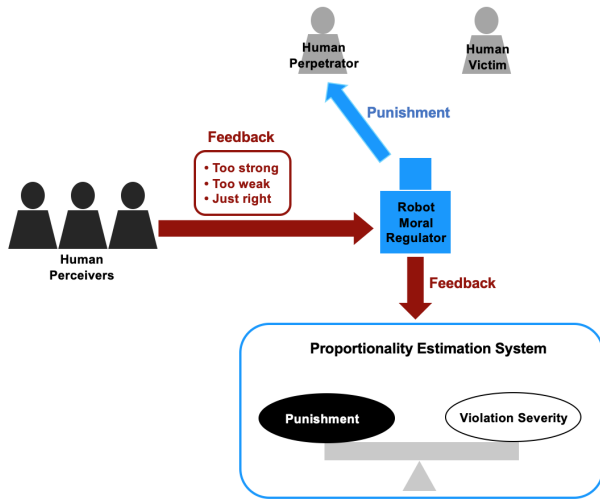 Human
Perpetrator
Human
Victim
Punishment
Feedback
• Too strong
• Too weak
• Just right
Robot
Moral
Regulator
Human
Perceivers
Feedback
Proportionality Estimation System
Punishment
Violation Severity